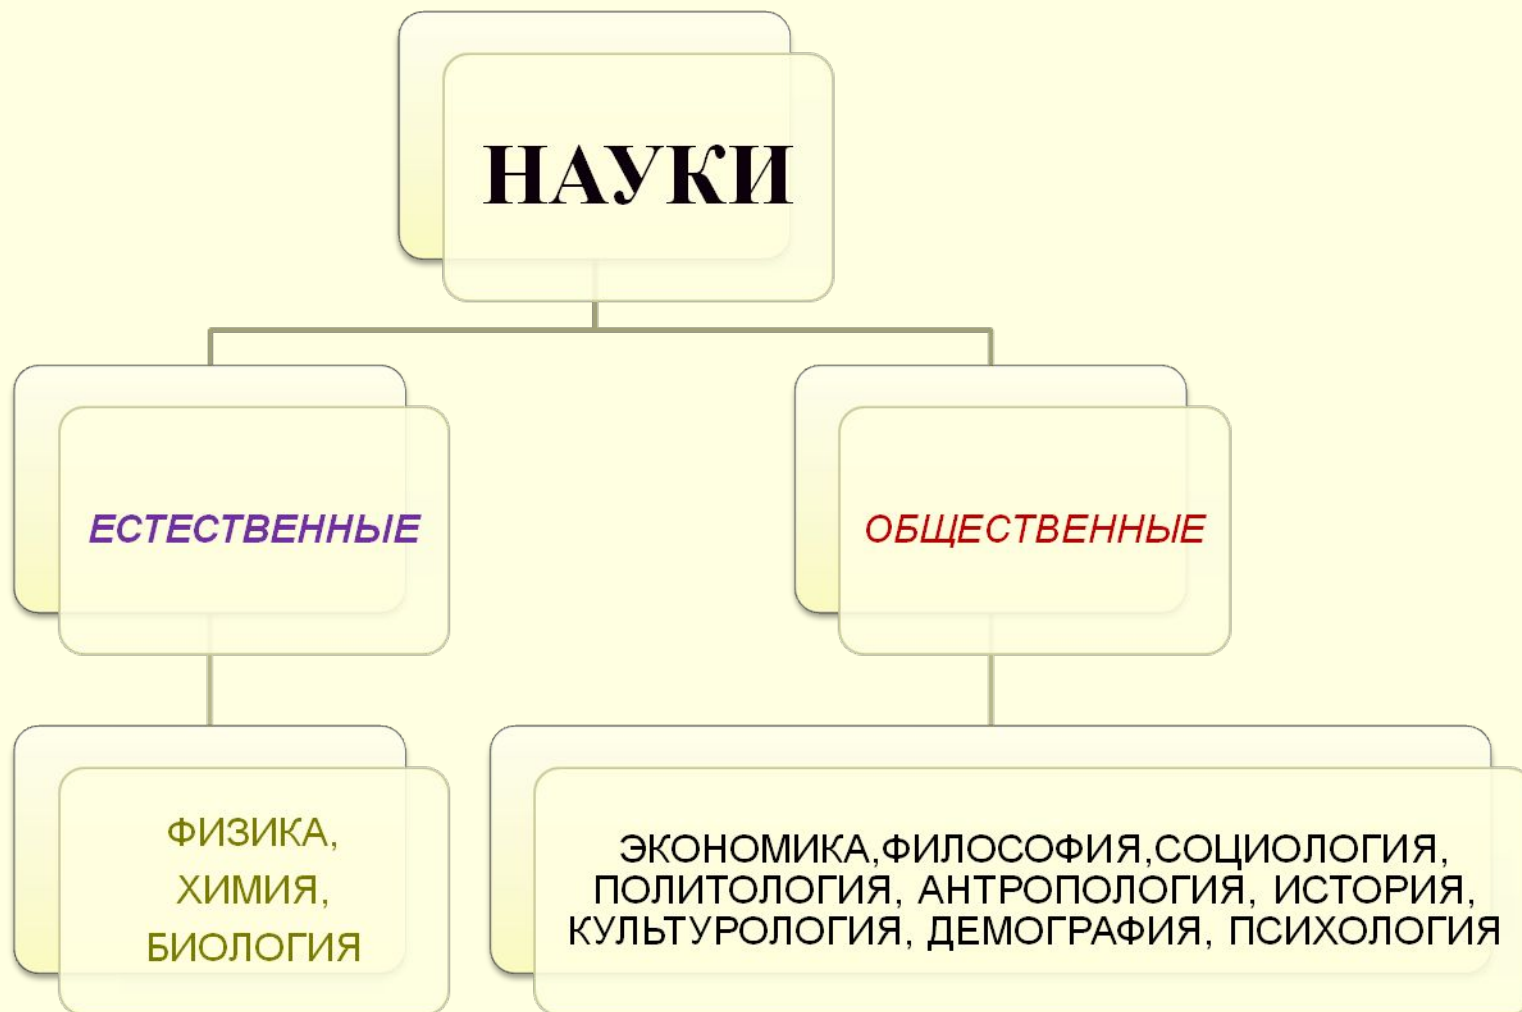 НАУКИ
ЕСТЕСТВЕННЫЕ
ОБЩЕСТВЕННЫЕ
ФИЗИКА,
ХИМИЯ,
БИОЛОГИЯ
ЭКОНОМИКА,ФИЛОСОФИЯ,СОЦИОЛОГИЯ,
ПОЛИТОЛОГИЯ, АНТРОПОЛОГИЯ, ИСТОРИЯ,
КУЛЬТУРОЛОГИЯ, ДЕМОГРАФИЯ, ПСИХОЛОГИЯ